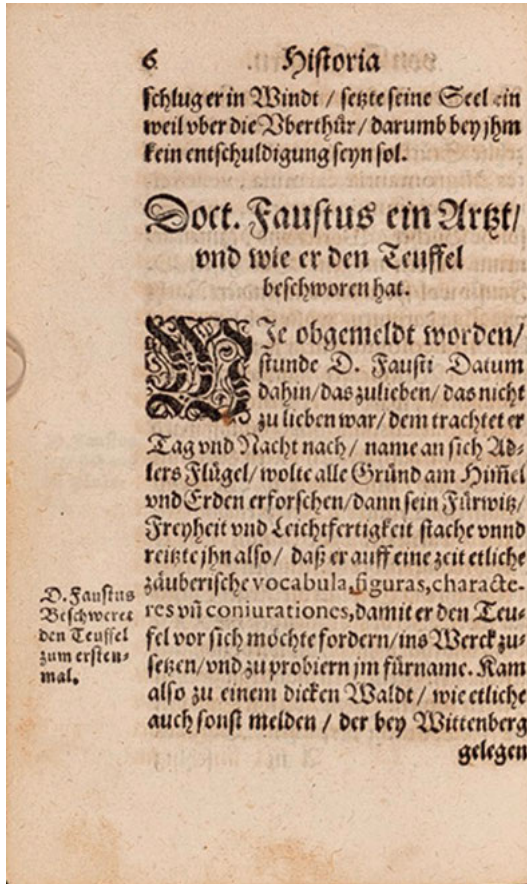 6 Historia
schlug er in Windt / setzte seine Seel ein
weil vber die Vberthür / darumb bey jhm
kein entschuldigung seyn sol.
Doct. Faustus ein Artzt /
vnd wie er den Teuffel
beschworen hat.
WJe obgemeldt worden /
stunde D. Fausti Datum
dahin / das zulieben / das nicht
zu lieben war / dem trachtet er
Tag vnd Nacht nach / name an sich Ad⸗
lers Flügel / wolte alle Gründ am Him̃el
vnd Erden erforschen / dann sein Fürwitz /
Freyheit vnd Leichtfertigkeit stache vnnd
reitzte jhn also / daß er auff eine zeit etliche
zäuberische vocabula, figuras, characte-
res vñ coniurationes, damit er den Teu⸗
fel vor sich möchte fordern / ins Werck zu⸗
setzen / vnd zu probiern jm fürname. Kam
also zu einem dicken Waldt / wie etliche
auch sonst melden / der bey Wittenberg
gelegen
D. Faustus
Beschweret
den Teuffel
zum ersten⸗
mal.